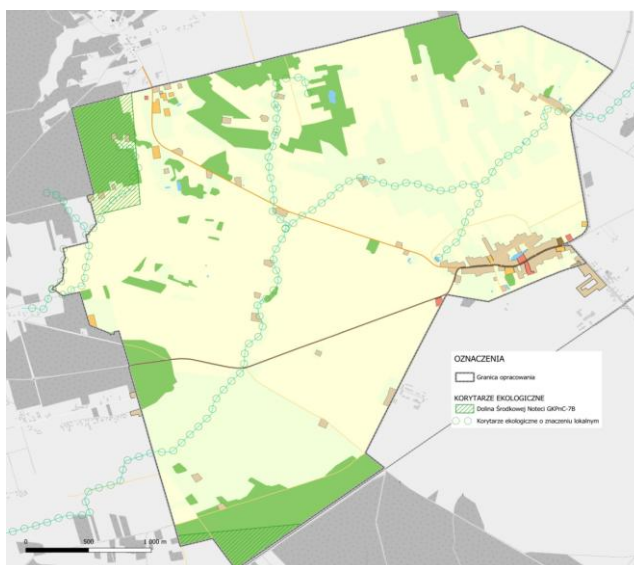 OZNACZENIA
Granica opracowania
KORYTARZE EKOLOGICZNE
Dolina Środkowej Noteci GKPnC-7B
Korytarze ekologiczne o znaczeniu lokalnym
0 500 1 000 m